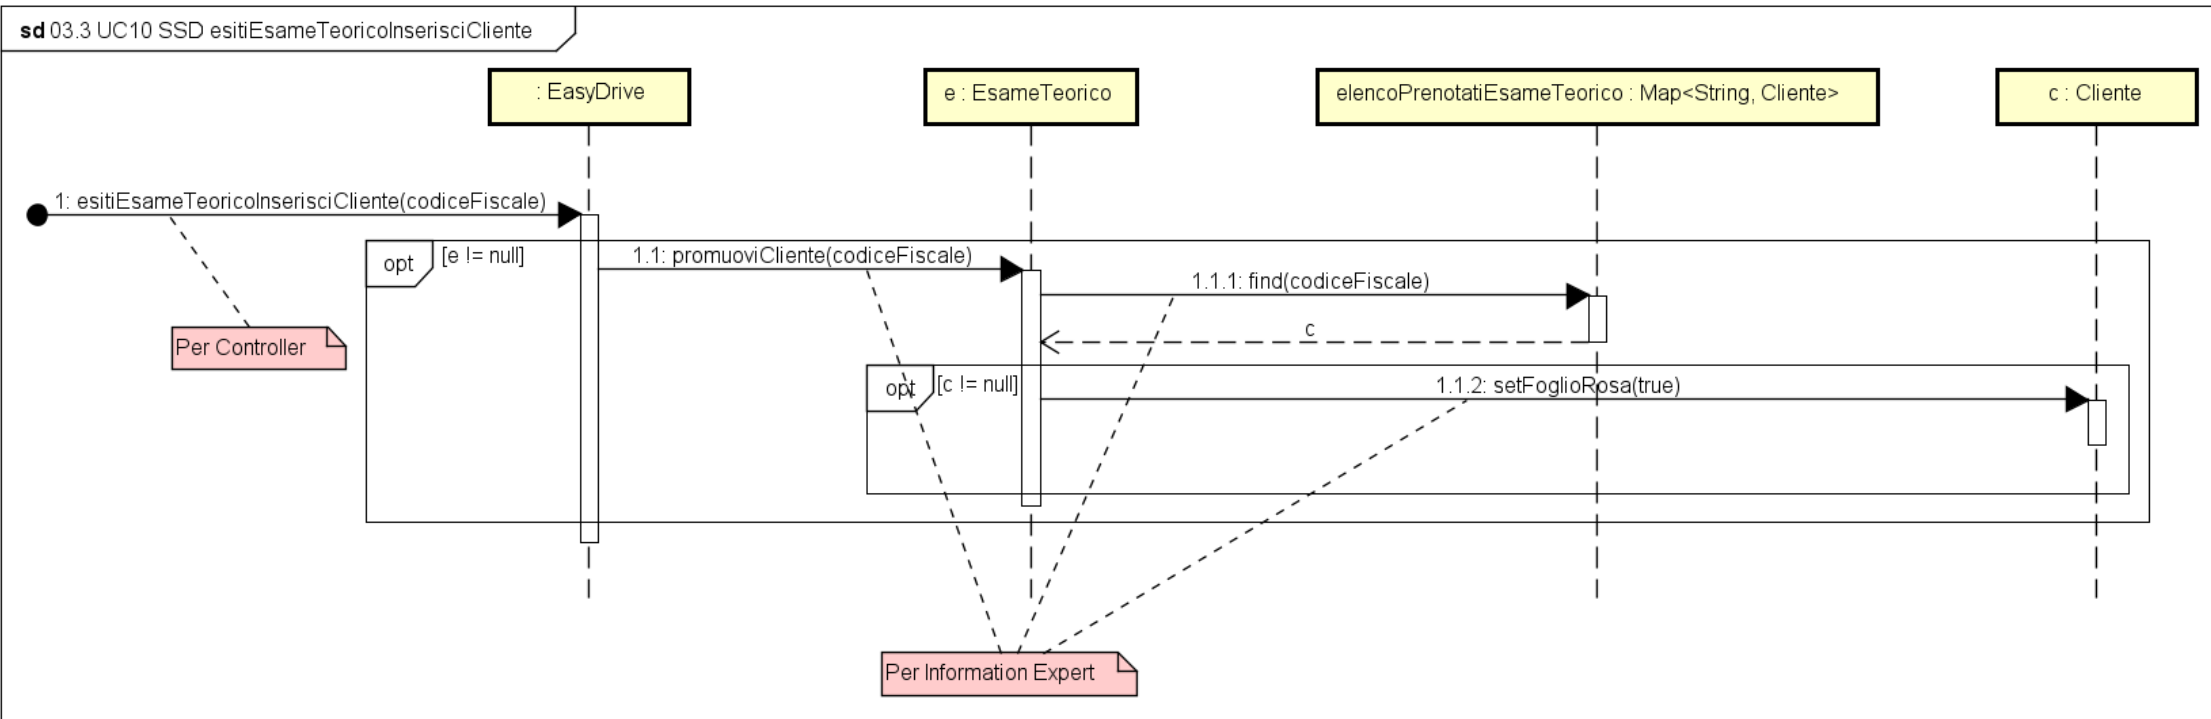 sd 03.3 UC10 SSD esitiEsameTeoricoInserisciCliente
: EasyDrive
e : EsameTeorico
elencoPrenotatiEsameTeorico : Map<String, Cliente>
c : Cliente
1: esitiEsameTeoricoInserisciCliente(codiceFiscale)
opt
[e != null]
1.1: promuoviCliente(codiceFiscale)
1.1.1: find(codiceFiscale)
c
Per Controller
opt
[c != null]
1.1.2: setFoglioRosa(true)
Per Information Expert